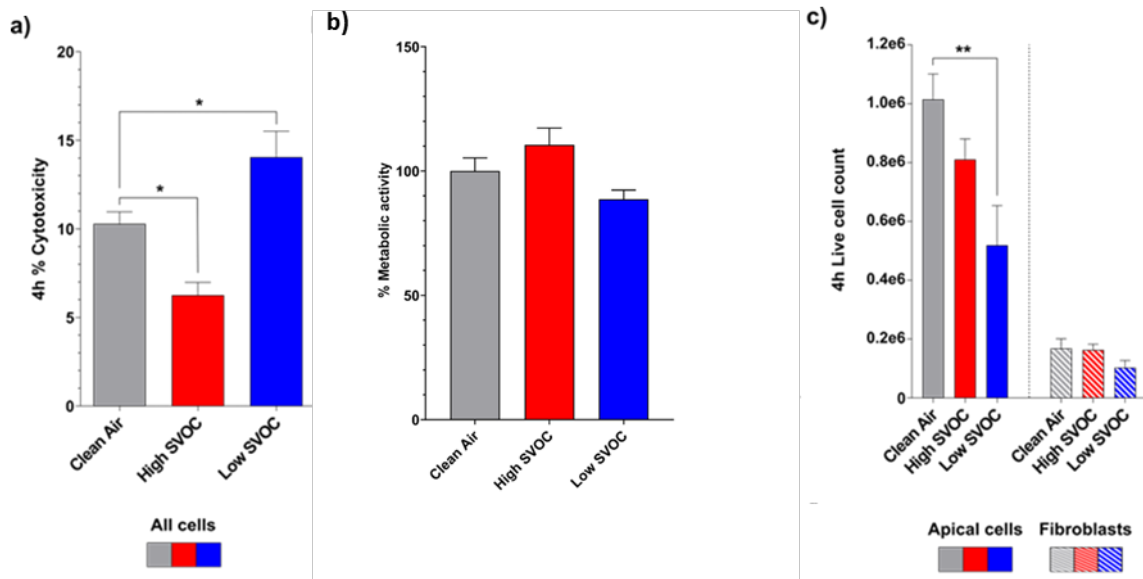 a)
4h % Cytotoxicity
20
15
10
5
0
*
*
Clean Air
High SVOC
Low SVOC
All cells
b)
% Metabolic activity
150
100
50
0
Clean Air
High SVOC
Low SVOC
c)
4h Live cell count
1.2e6
1.0e6
0.8e6
0.6e6
0.4e6
0.2e6
0
**
Clean Air
High SVOC
Low SVOC
Clean Air
High SVOC
Low SVOC
Apical cells
Fibroblasts